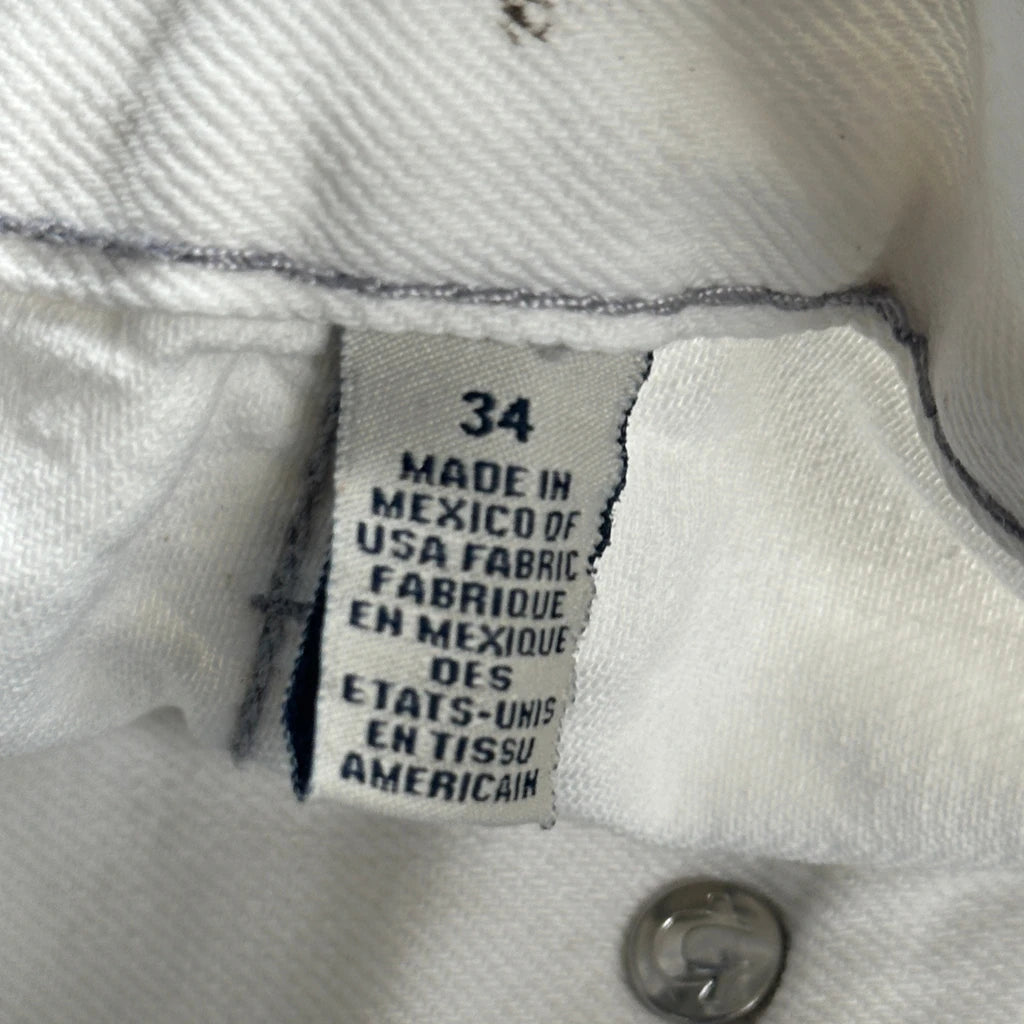 34
MADE IN
MEXICO OF
USA FABRIC
FABRIQUE
EN MEXIQUE
DES
ETATS-UNIS
EN TISSU
AMERICAIN